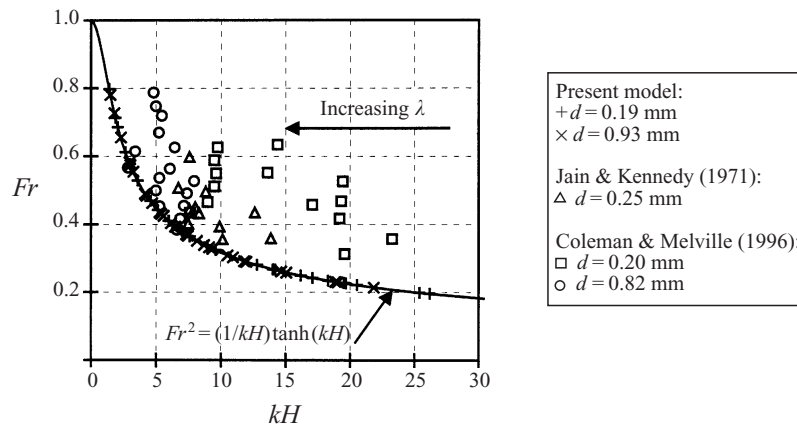 1.0
0.8
0.6
Fr
0.4
0.2
0 5 10 15 20 25 30
kH
Increasing λ
Fr² = (1/kH) tanh (kH)
Present model:
+ d = 0.19 mm
× d = 0.93 mm
Jain & Kennedy (1971):
△ d = 0.25 mm
Coleman & Melville (1996):
□ d = 0.20 mm
○ d = 0.82 mm